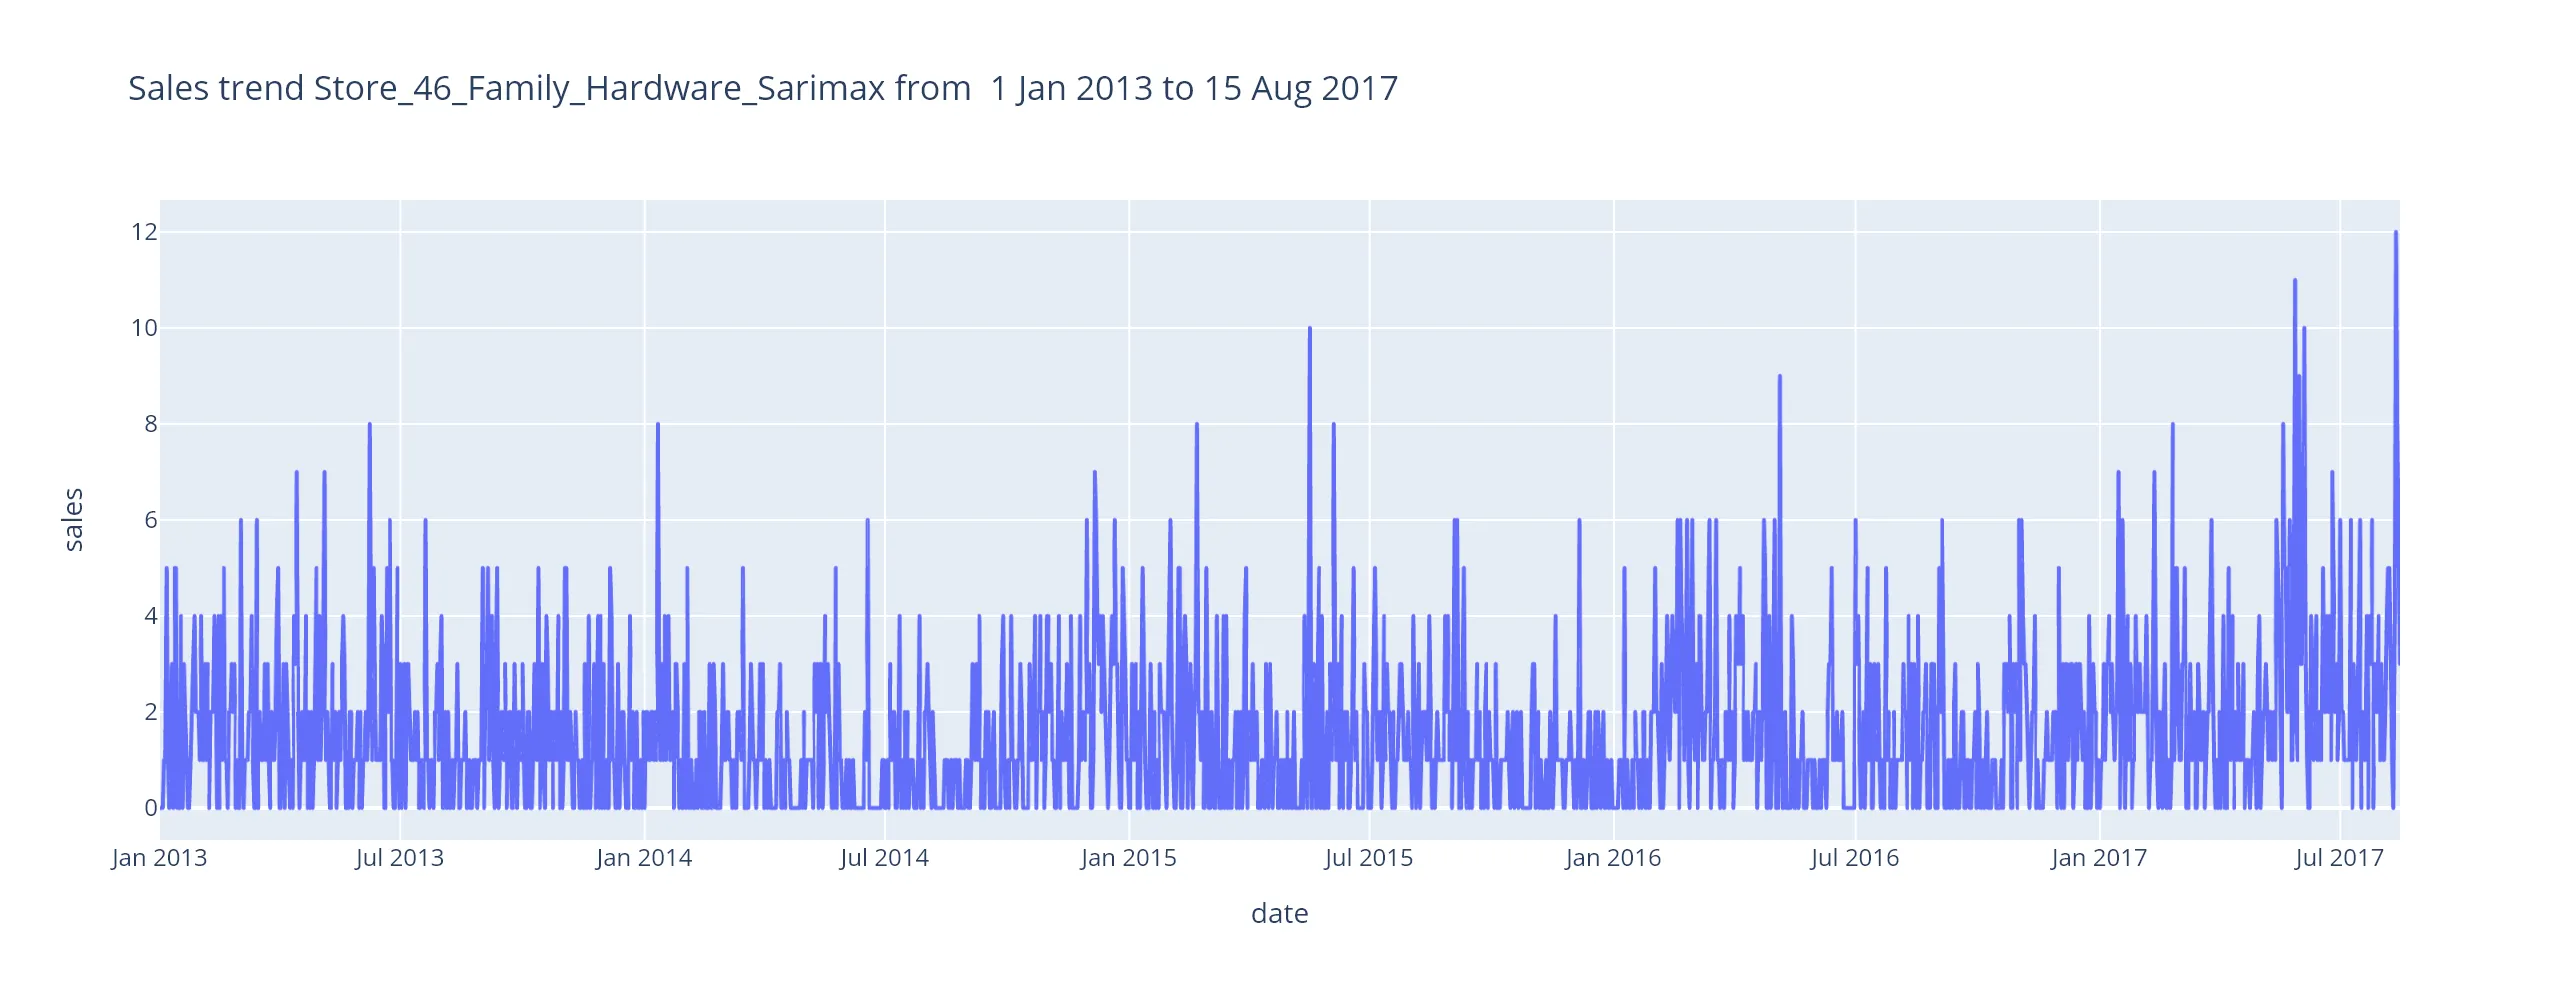 Sales trend Store_46_Family_Hardware_Sarimax from  1 Jan 2013 to 15 Aug 2017
12
10
8
6
4
2
0
sales
Jan 2013 Jul 2013 Jan 2014 Jul 2014 Jan 2015 Jul 2015 Jan 2016 Jul 2016 Jan 2017 Jul 2017
date